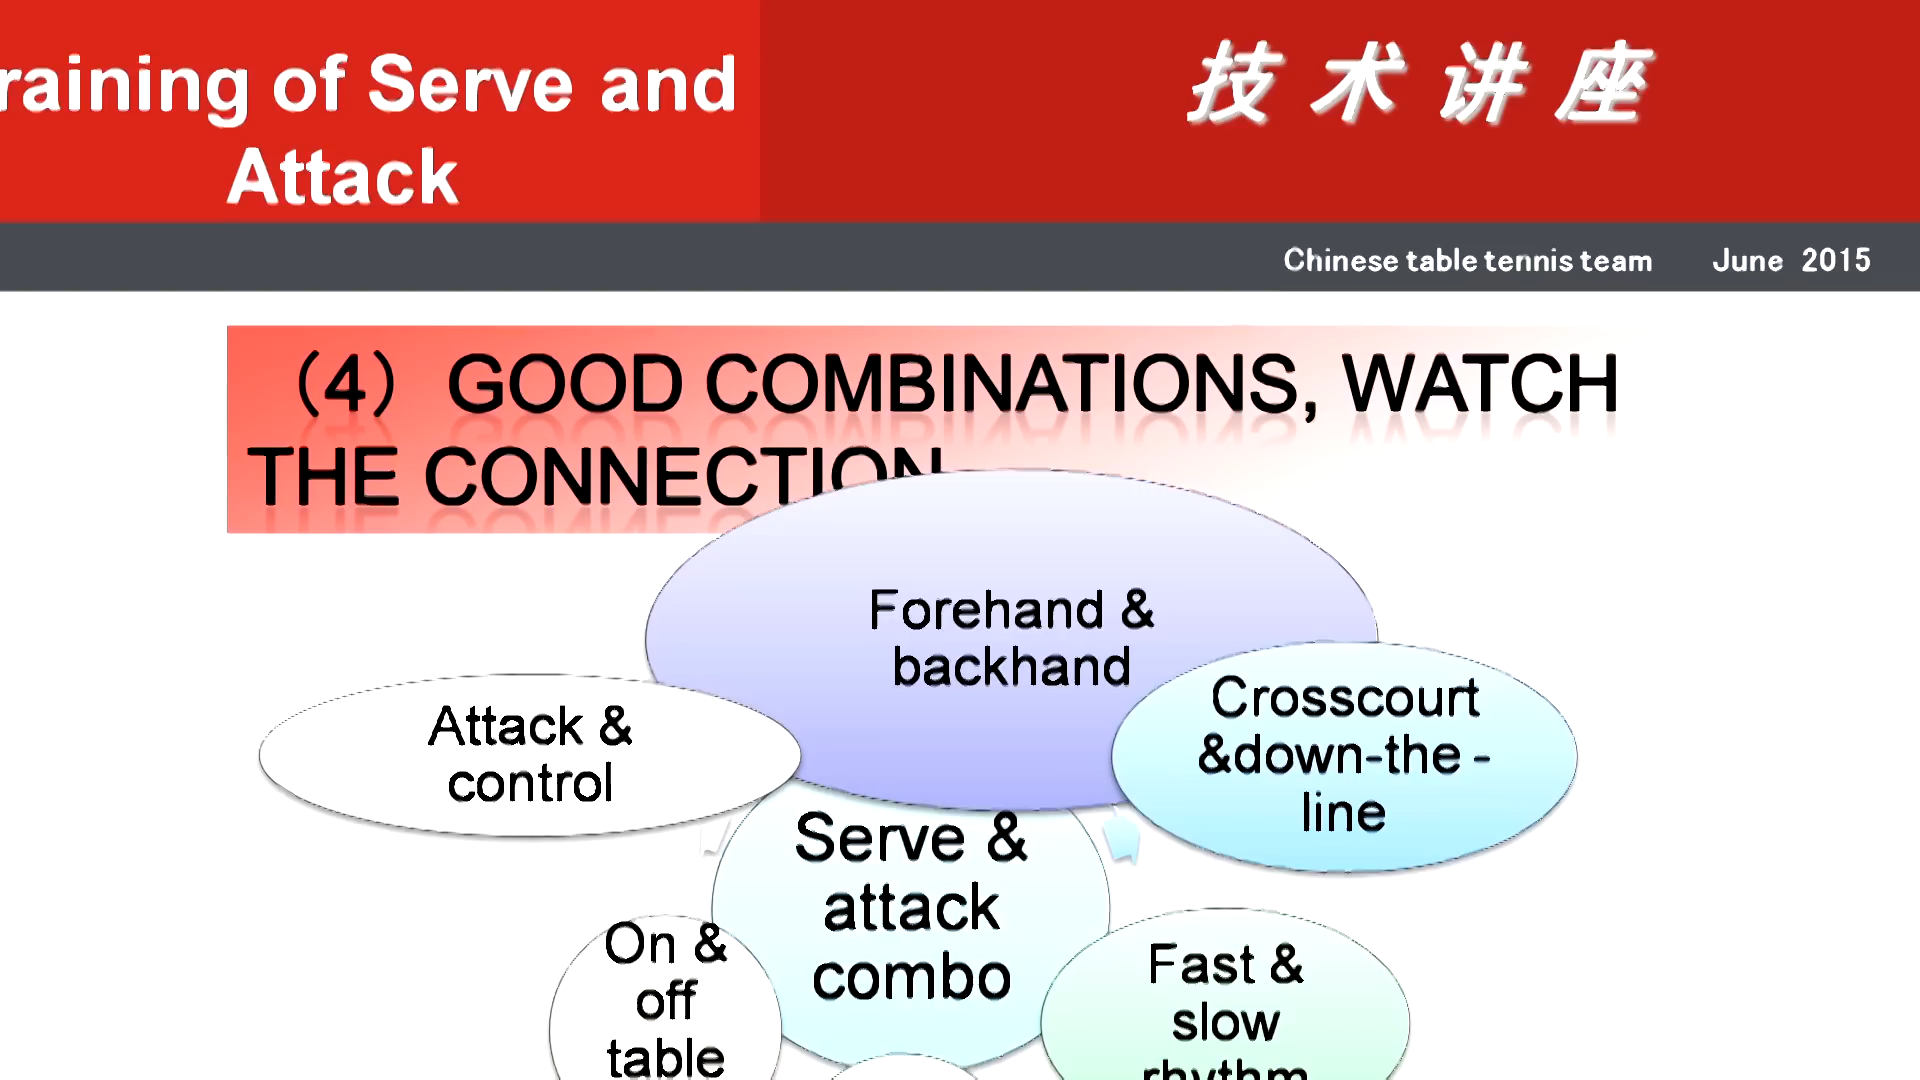 raining of Serve and
Attack
技术讲座
Chinese table tennis team June 2015
（4） GOOD COMBINATIONS, WATCH
THE CONNECTION
Forehand &
backhand
Attack &
control
Crosscourt
&down-the -
line
Serve &
attack
combo
On &
off
table
Fast &
slow
rhythm